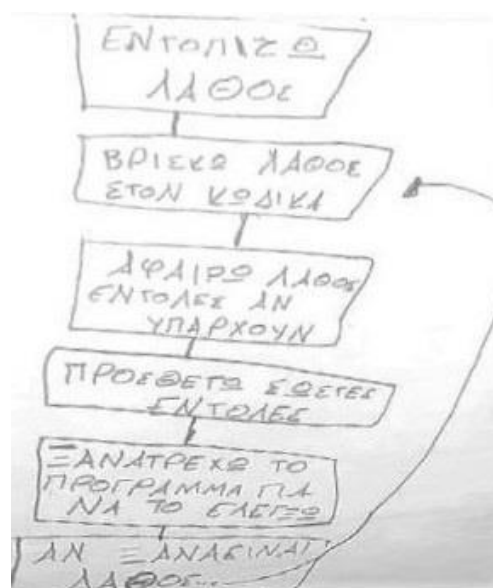 ΕΝΤΟΠΙΖΩ
ΛΑΘΟΣ
ΒΡΙΣΚΩ ΛΑΘΟΣ
ΣΤΟΝ ΚΩΔΙΚΑ
ΑΦΑΙΡΩ ΛΑΘΟΣ
ΕΝΤΟΛΕΣ ΑΝ
ΥΠΑΡΧΟΥΝ
ΠΡΟΣΘΕΤΩ ΣΩΣΤΕΣ
ΕΝΤΟΛΕΣ
ΞΑΝΑΤΡΕΧΩ ΤΟ
ΠΡΟΓΡΑΜΜΑ ΓΙΑ
ΝΑ ΤΟ ΕΛΕΓΞΩ
ΑΝ
ΛΑΘΟΣ...